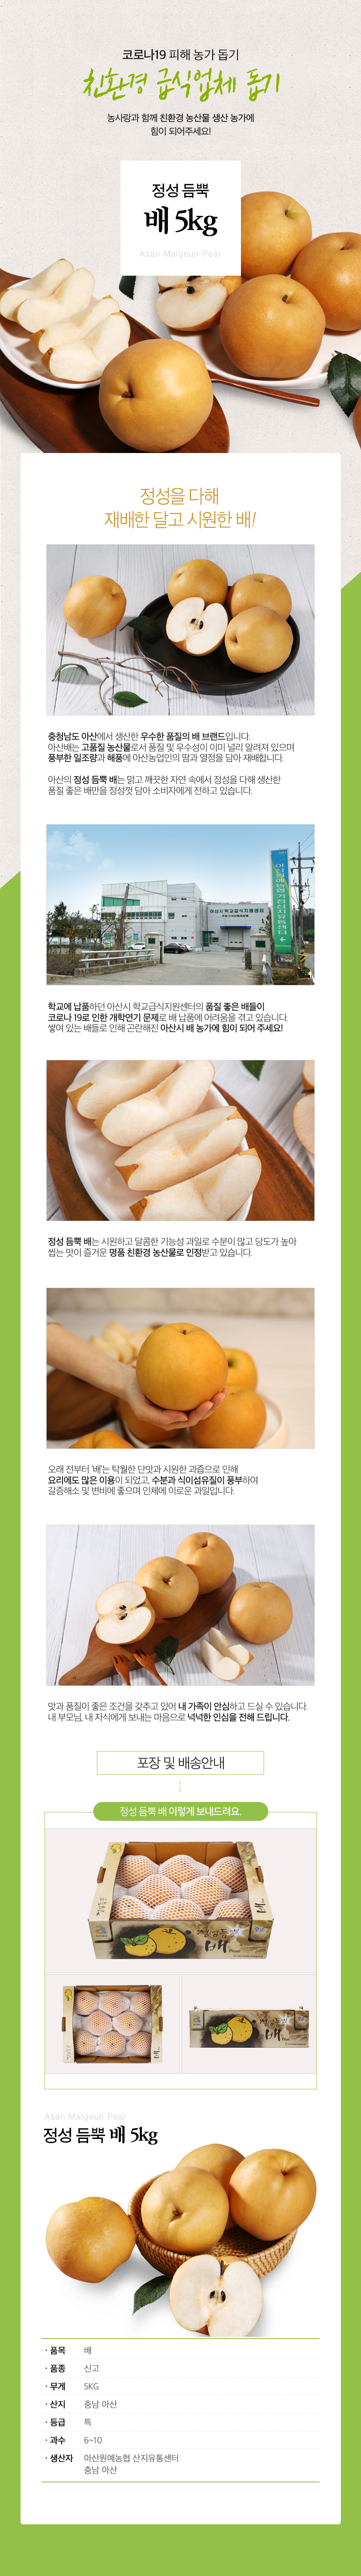 코로나19 피해 농가 돕기
친환경 급식업체 돕기
농사랑과 함께 친환경 농산물 생산 농가에
힘이 되어주세요!
정성 듬뿍
배 5kg
Asan Malgeun Pear
정성을 다해
재배한 달고 시원한 배!
충청남도 아산에서 생산한 우수한 품질의 배 브랜드입니다.
아산배는 고품질 농산물로서 품질 및 우수성이 이미 널리 알려져 있으며
풍부한 일조량과 해풍에 아산농업인의 땀과 열정을 담아 재배합니다.
아산의 정성 듬뿍 배는 맑고 깨끗한 자연 속에서 정성을 다해 생산한
품질 좋은 배만을 정성껏 담아 소비자에게 전하고 있습니다.
아산시학교급식지원센터
학교에 납품하던 아산시 학교급식지원센터의 품질 좋은 배들이
코로나 19로 인한 개학연기 문제로 배 납품에 어려움을 겪고 있습니다.
쌓여 있는 배들로 인해 곤란해진 아산시 배 농가에 힘이 되어 주세요!
정성 듬뿍 배는 시원하고 달콤한 기능성 과일로 수분이 많고 당도가 높아
씹는 맛이 즐거운 명품 친환경 농산물로 인정받고 있습니다.
오래 전부터 '배'는 탁월한 단맛과 시원한 과즙으로 인해
요리에도 많은 이용이 되었고, 수분과 식이섬유질이 풍부하여
갈증해소 및 변비에 좋으며 인체에 이로운 과일입니다.
맛과 품질이 좋은 조건을 갖추고 있어 내 가족이 안심하고 드실 수 있습니다.
내 부모님, 내 자식에게 보내는 마음으로 넉넉한 인심을 전해 드립니다.
포장 및 배송안내
정성 듬뿍 배 이렇게 보내드려요.
배
배
Asan Malgeun Pear
정성 듬뿍 배 5kg
· 품목 배
· 품종 신고
· 무게 5KG
· 산지 충남 아산
· 등급 특
· 과수 6~10
· 생산자 아산원예농협 산지유통센터
충남 아산